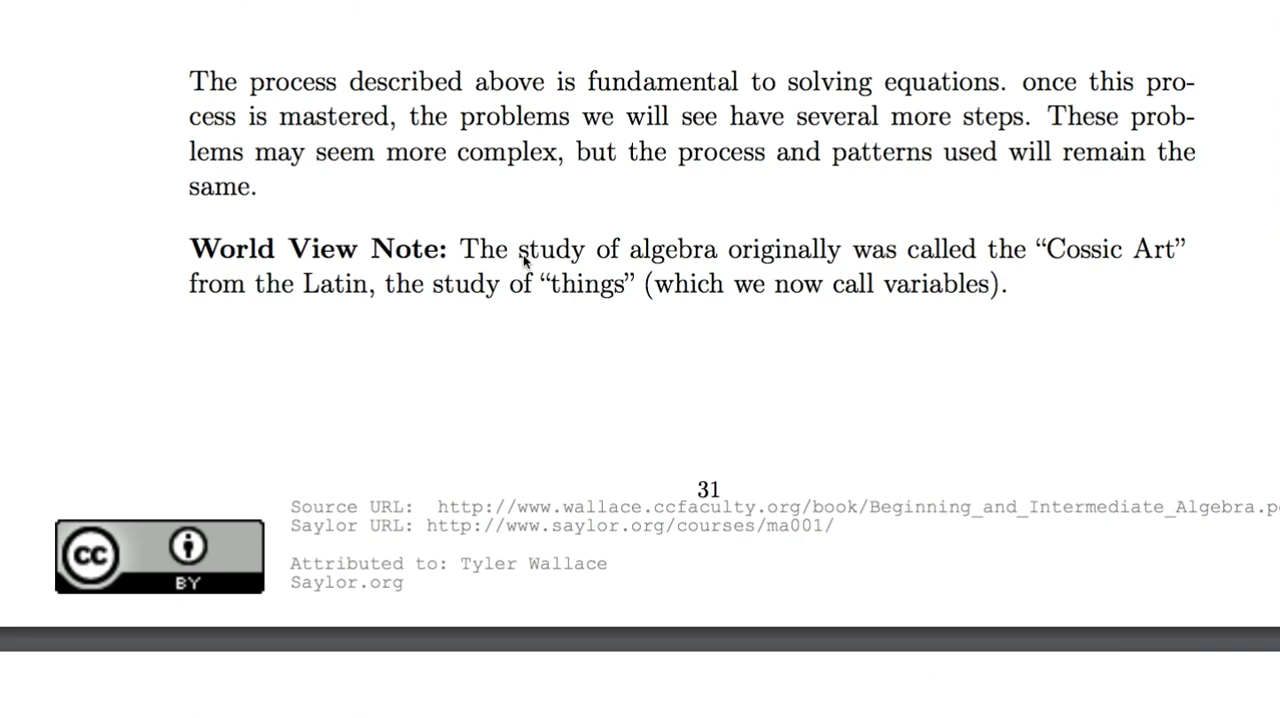 The process described above is fundamental to solving equations. once this pro-
cess is mastered, the problems we will see have several more steps. These prob-
lems may seem more complex, but the process and patterns used will remain the
same.
World View Note: The study of algebra originally was called the “Cossic Art”
from the Latin, the study of “things” (which we now call variables).
31
Source URL: http://www.wallace.ccfaculty.org/book/Beginning_and_Intermediate_Algebra.p
Saylor URL: http://www.saylor.org/courses/ma001/
Attributed to: Tyler Wallace
Saylor.org
cc
BY